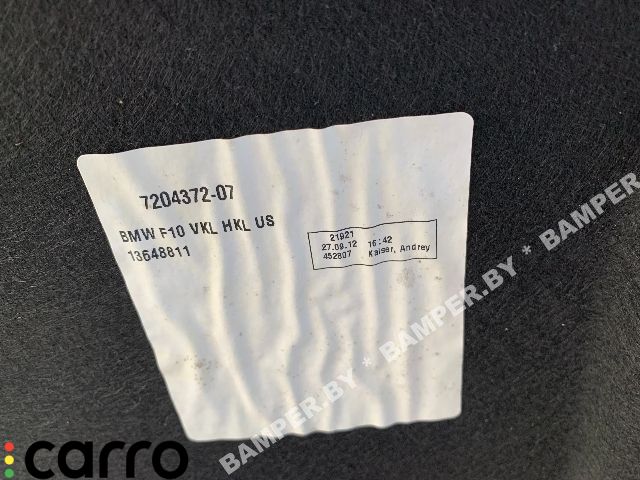 7204372-07
BMW F10 VKL HKL US
13648811
21921
27.09.12 16:42
452807 Kaiser, Andrey
BAMPER.BY * BAMPER.BY * BAMPER.BY * BAMPER.BY
carro